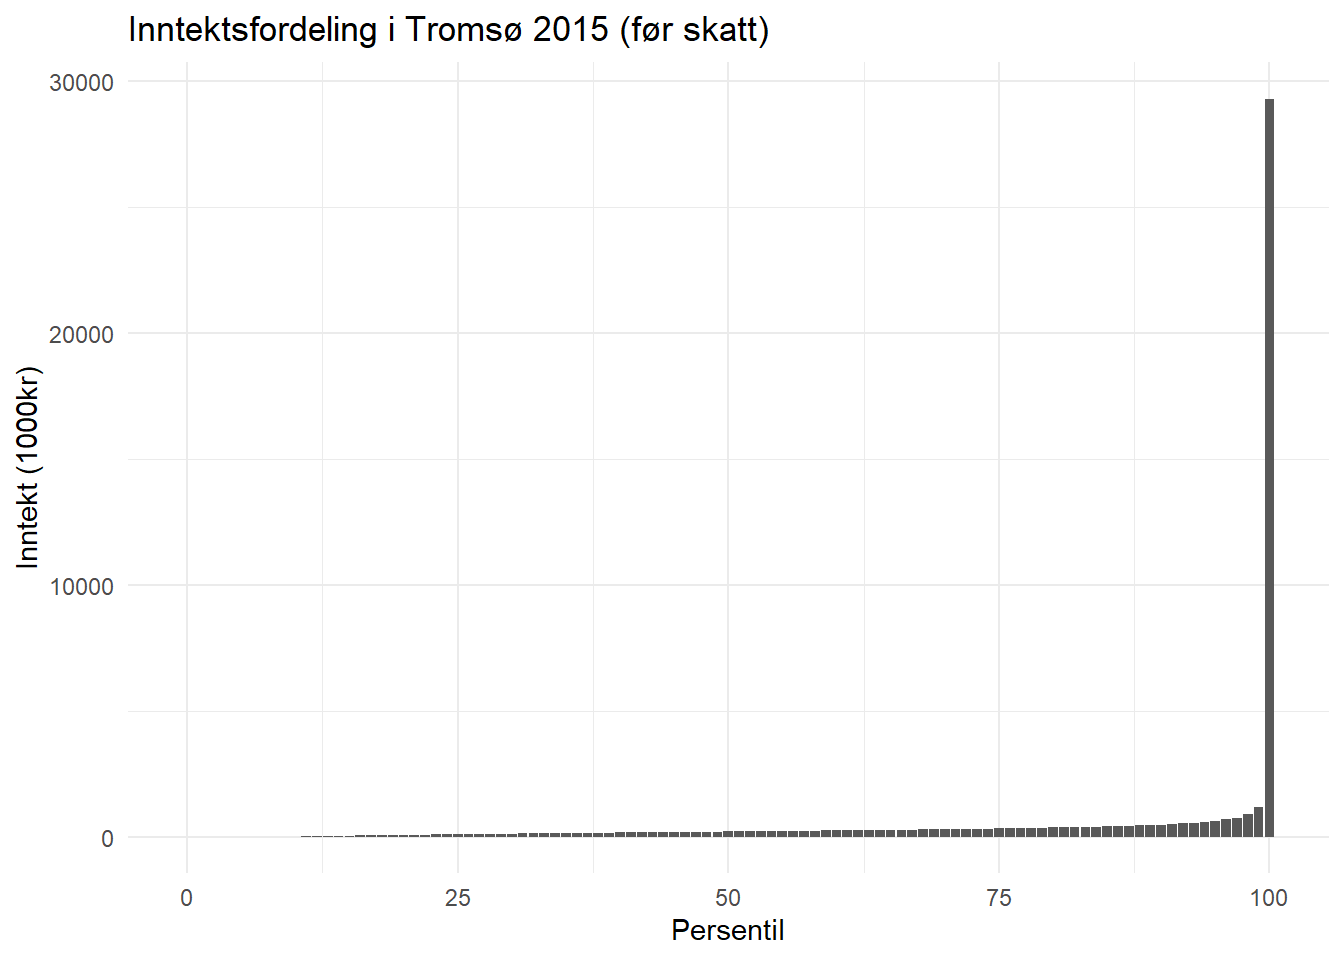 Inntektsfordeling i Tromsø 2015 (før skatt)
30000
20000
10000
0
Inntekt (1000kr)
0 25 50 75 100
Persentil